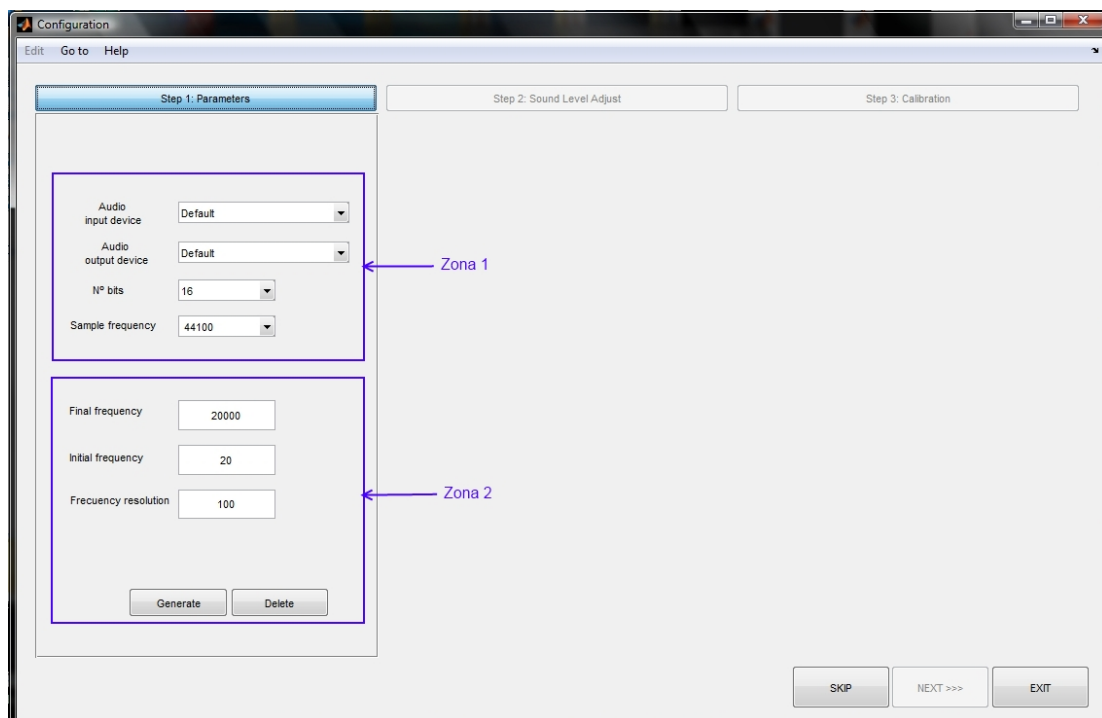 Configuration
Edit Go to Help
Step 1: Parameters
Step 2: Sound Level Adjust
Step 3: Calibration
Audio
input device
Default
Audio
output device
Default
Nº bits
16
Sample frequency
44100
Zona 1
Final frequency
20000
Initial frequency
20
Frecuency resolution
100
Zona 2
Generate
Delete
SKIP
NEXT >>>
EXIT